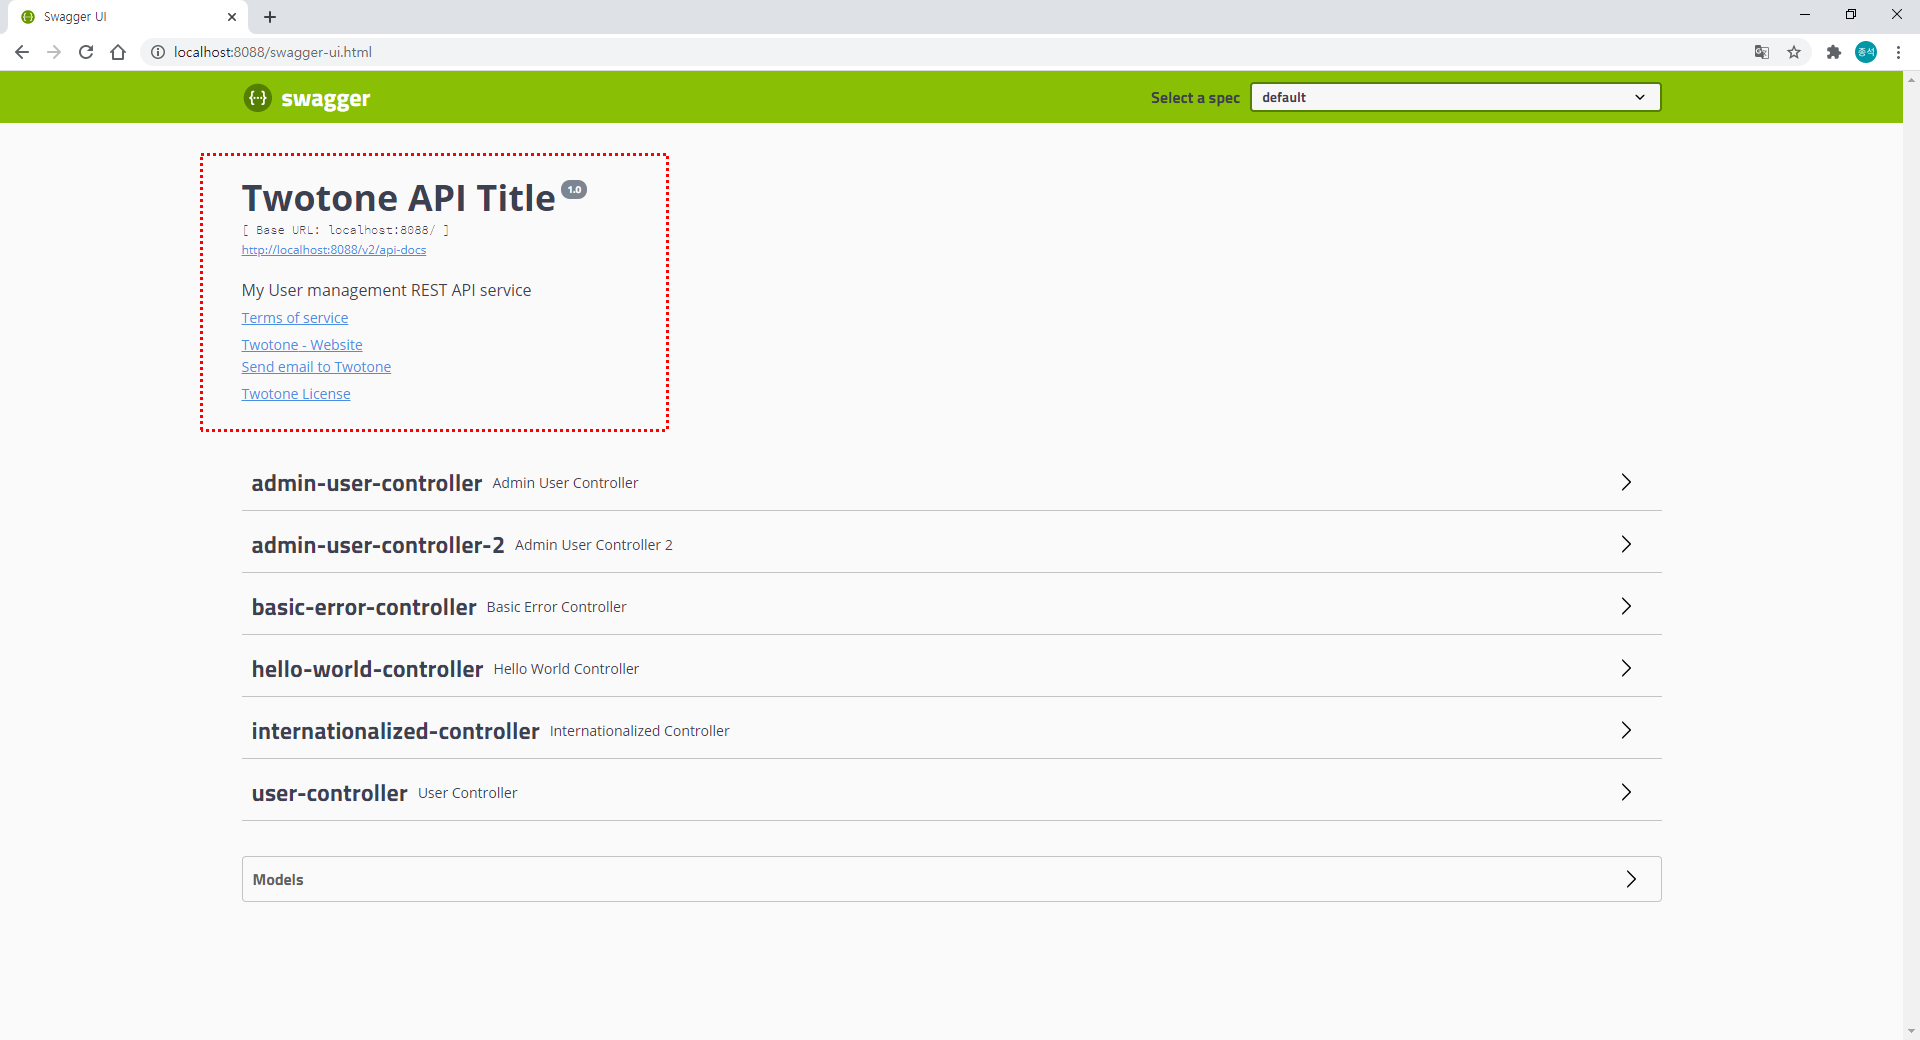 Swagger UI
localhost:8088/swagger-ui.html
종석
{···} swagger
Select a spec
default
Twotone API Title 1.0
[ Base URL: localhost:8088/ ]
http://localhost:8088/v2/api-docs
My User management REST API service
Terms of service
Twotone - Website
Send email to Twotone
Twotone License
admin-user-controller Admin User Controller
admin-user-controller-2 Admin User Controller 2
basic-error-controller Basic Error Controller
hello-world-controller Hello World Controller
internationalized-controller Internationalized Controller
user-controller User Controller
Models